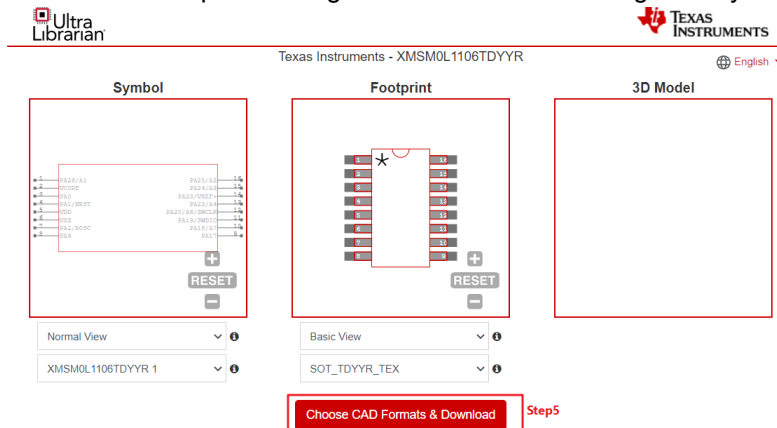 Ultra
Librarian
TEXAS
INSTRUMENTS
Texas Instruments - XMSM0L1106TDYYR
English
Symbol
Footprint
3D Model
1 PA26/A1
2 VCORE
3 PA0
4 PA1/NRST
5 VDD
6 VSS
7 PA2/ROSC
8 PA6
PA25/A2 16
PA24/A3 15
PA23/VREF+ 14
PA22/A4 13
PA20/A6/SWCLK 12
PA19/SWDIO 11
PA18/A7 10
PA17 9
RESET
1 16
2 15
3 14
4 13
5 12
6 11
7 10
8 9
RESET
Normal View
Basic View
XMSM0L1106TDYYR 1
SOT_TDYYR_TEX
Choose CAD Formats & Download
Step5